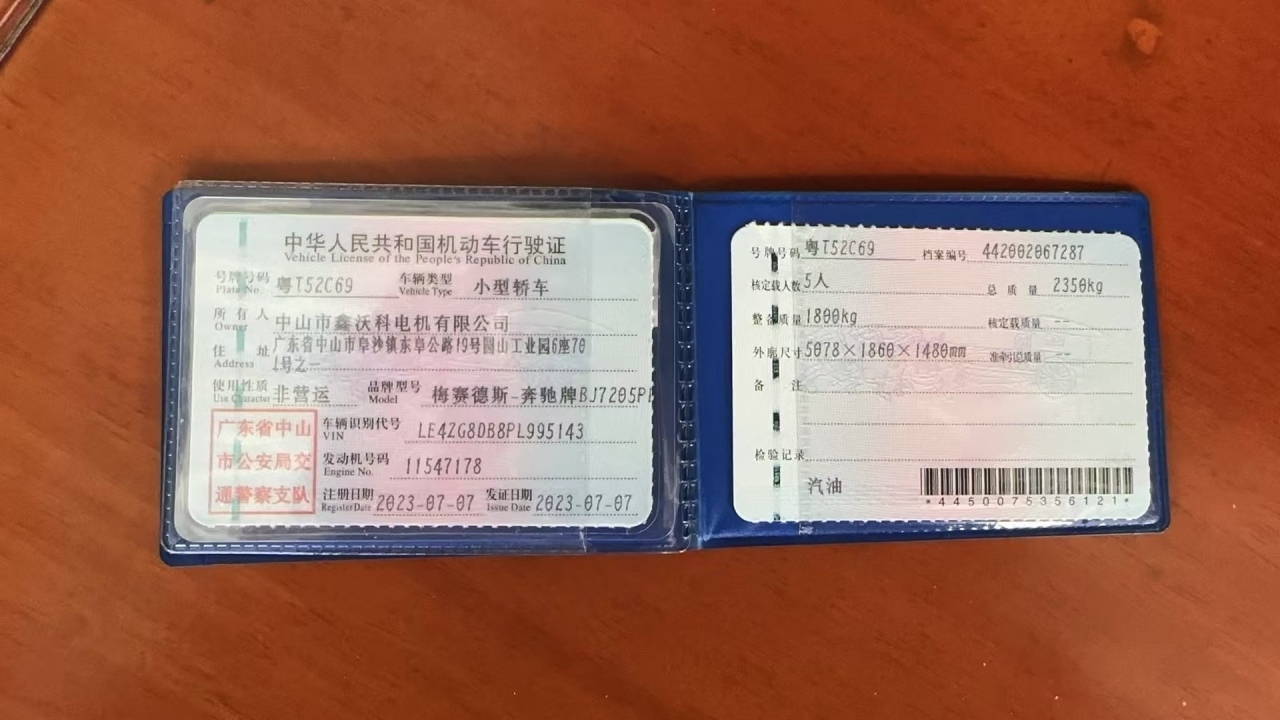 中华人民共和国机动车行驶证
Vehicle License of the People's Republic of China
号牌号码 Plate No. 粤T52C69 车辆类型 Vehicle Type 小型轿车
所有人 Owner 中山市鑫沃科电机有限公司
住址 Address 广东省中山市阜沙镇东阜公路19号圆山工业园6座70
1号之一
使用性质 Use Character 非营运 品牌型号 Model 梅赛德斯-奔驰牌BJ7205P
广东省中山
市公安局交
通警察支队
车辆识别代号 VIN LE4ZG8DB8PL995143
发动机号码 Engine No. 11547178
注册日期 Register Date 2023-07-07 发证日期 Issue Date 2023-07-07
号牌号码 粤T52C69 档案编号 442002067287
核定载人数 5人 总质量 2350kg
整备质量 1800kg 核定载质量 --
外廓尺寸 5078×1860×1480mm 准牵引总质量 --
备注
检验记录
汽油
*4450075356121*